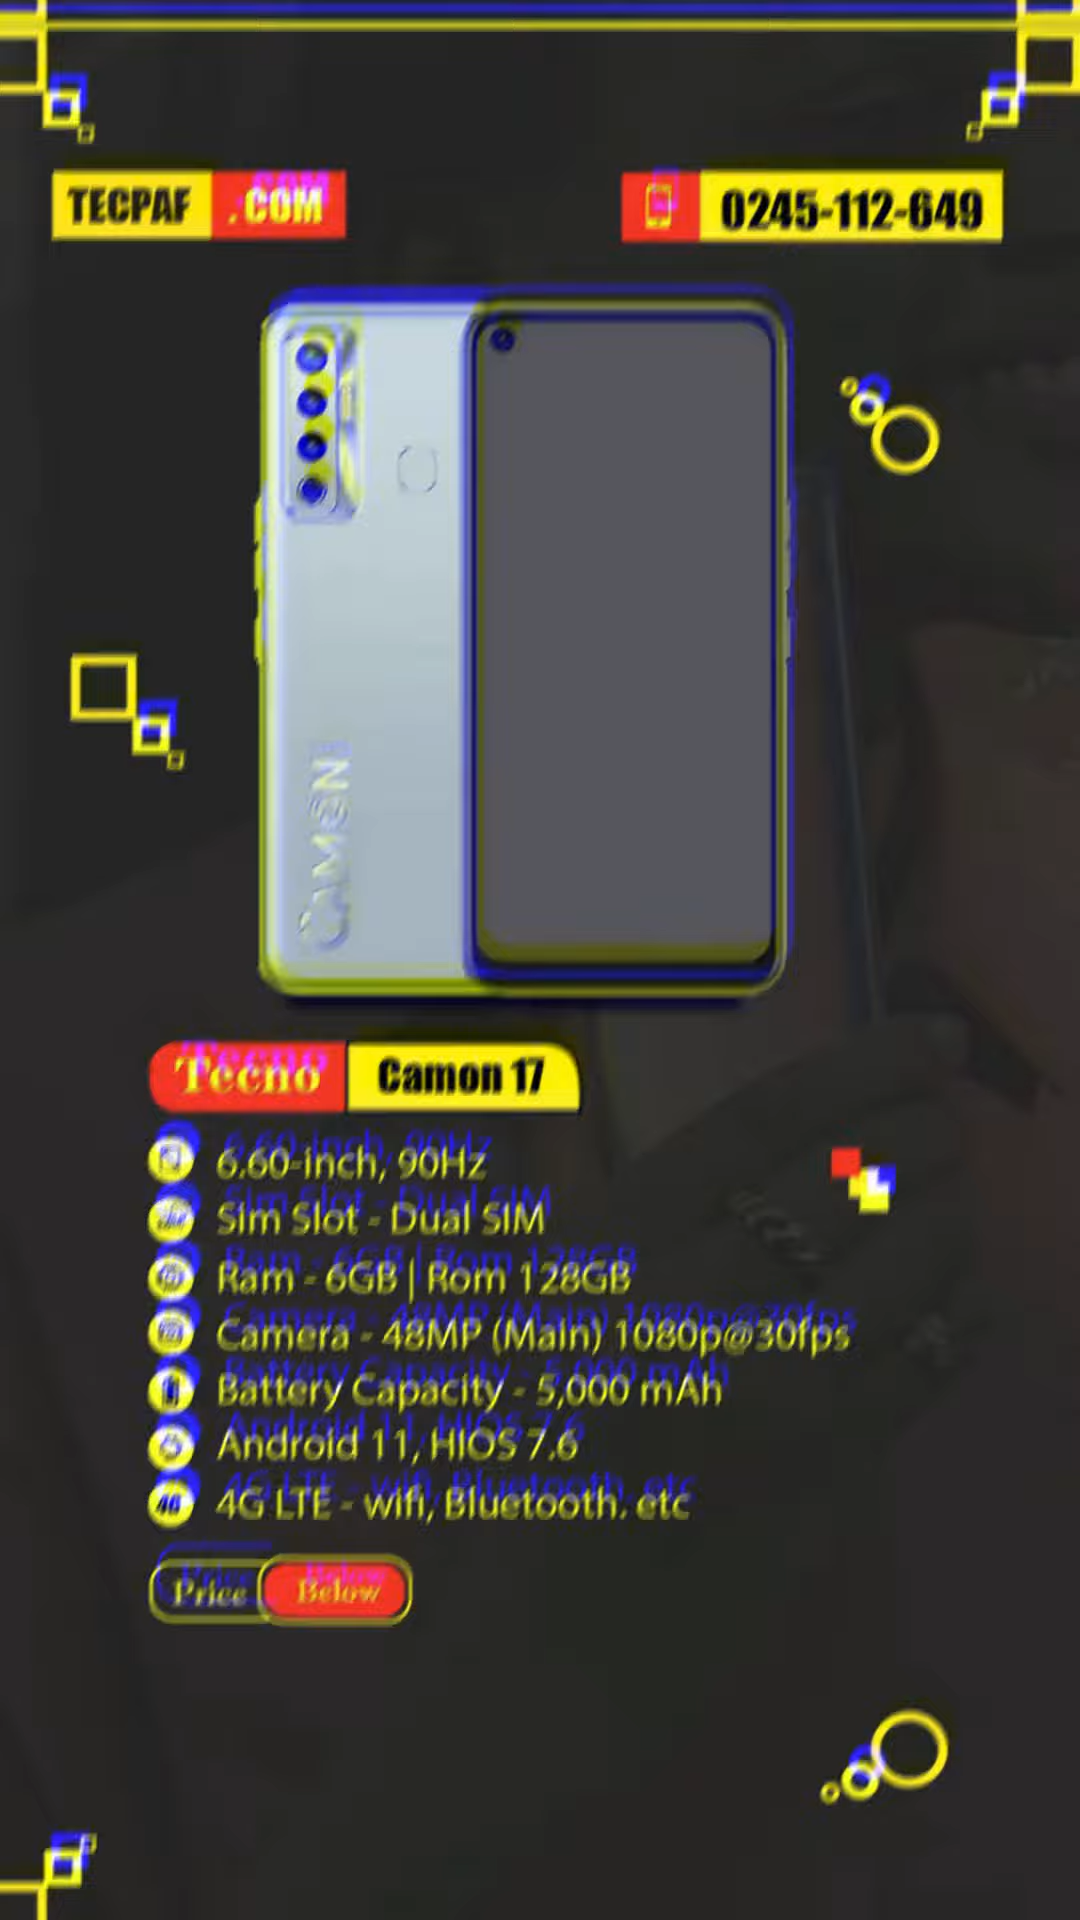 TECPAF .COM
0245-112-649
CAMON
Tecno Camon 17
6.60-inch, 90Hz
Sim Slot - Dual SIM
Ram - 6GB | Rom 128GB
Camera - 48MP (Main) 1080p@30fps
Battery Capacity - 5,000 mAh
Android 11, HIOS 7.6
4G 4G LTE - wifi, Bluetooth. etc
Price Below